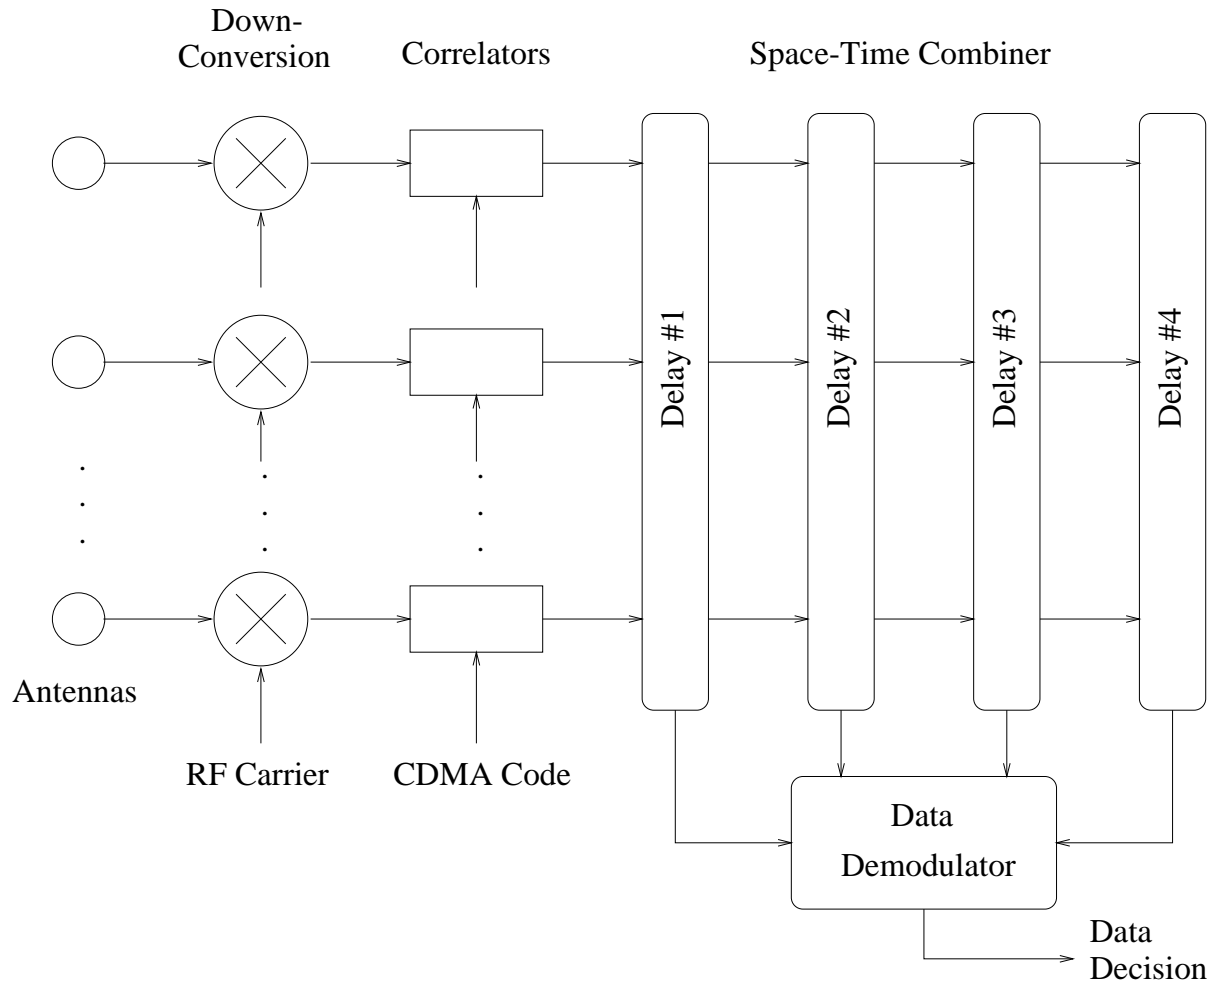 Down-
Conversion
Correlators
Space-Time Combiner
Delay #1
Delay #2
Delay #3
Delay #4
Antennas
RF Carrier
CDMA Code
Data
Demodulator
Data
Decision